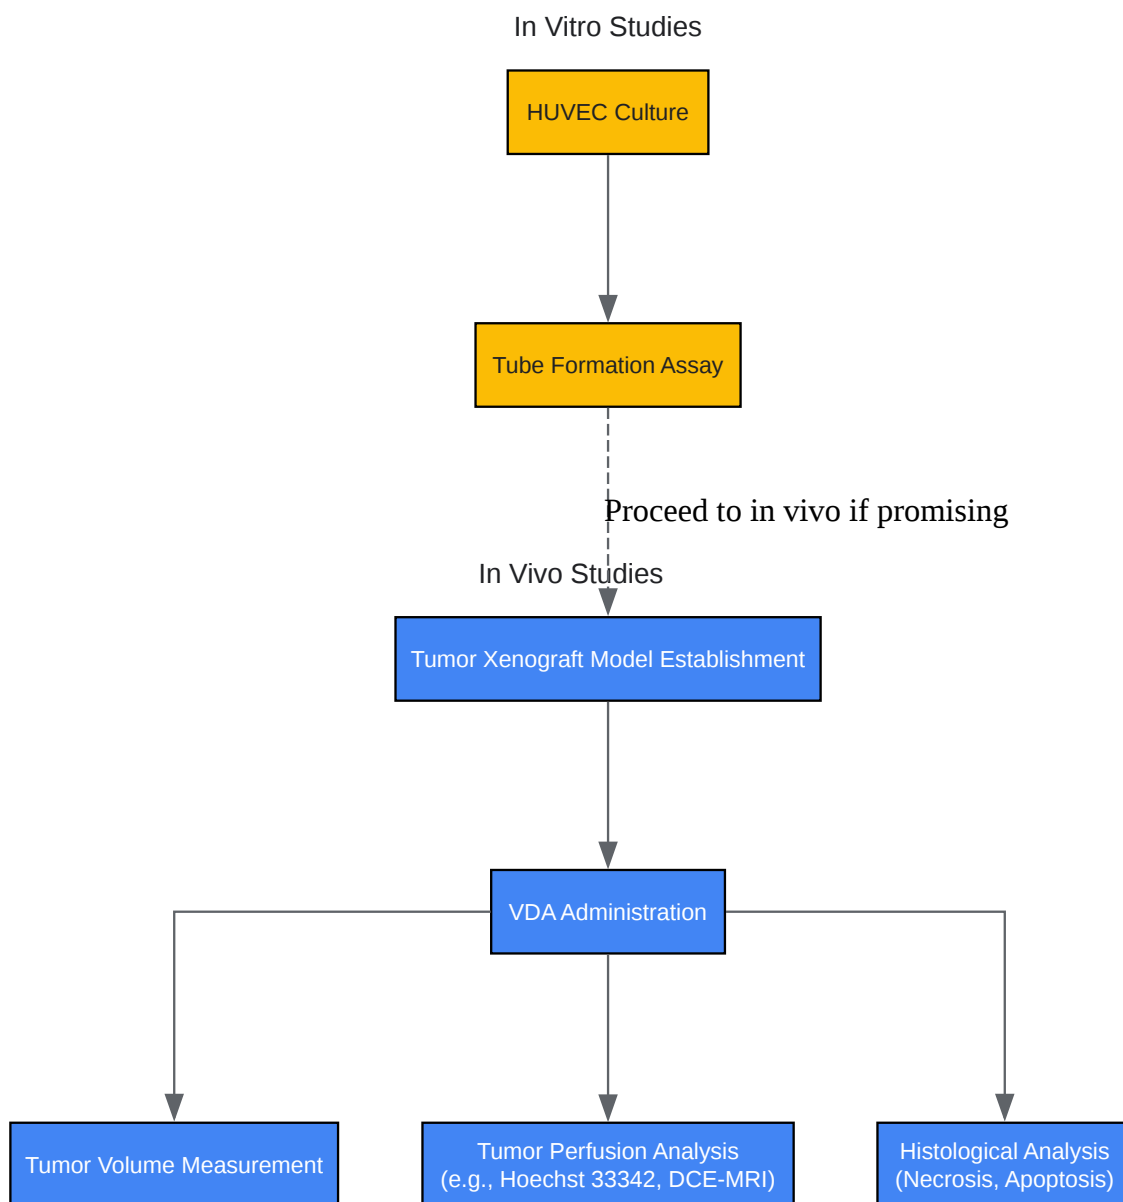 In Vitro Studies
HUVEC Culture
Tube Formation Assay
Proceed to in vivo if promising
In Vivo Studies
Tumor Xenograft Model Establishment
VDA Administration
Tumor Volume Measurement
Tumor Perfusion Analysis
(e.g., Hoechst 33342, DCE-MRI)
Histological Analysis
(Necrosis, Apoptosis)